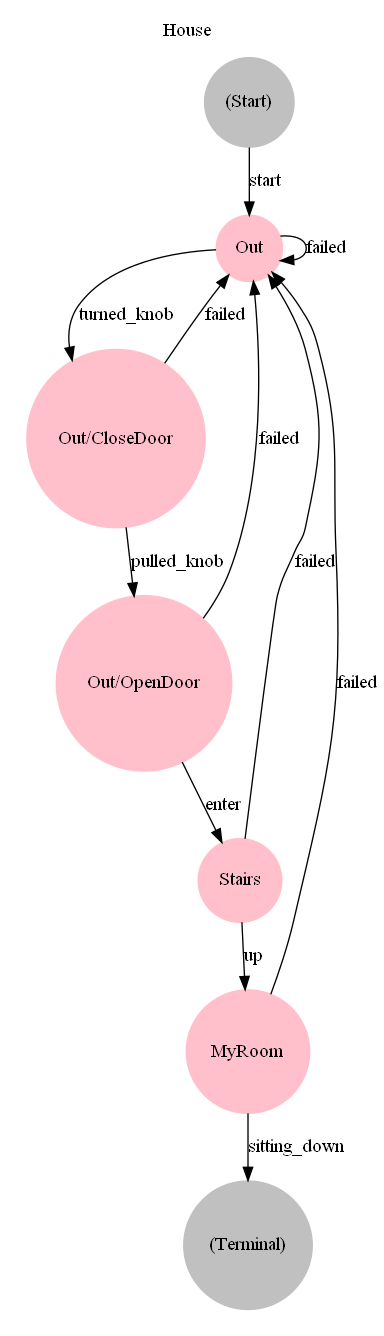 House
(Start)
start
Out
failed
turned_knob
failed
Out/CloseDoor
failed
pulled_knob
failed
Out/OpenDoor
failed
enter
Stairs
up
MyRoom
sitting_down
(Terminal)